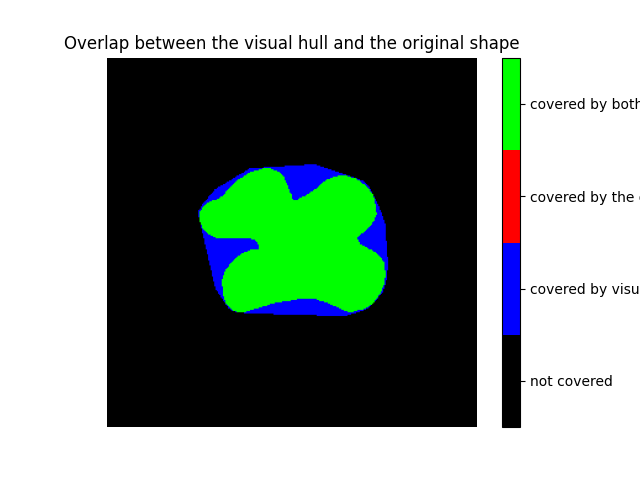 Overlap between the visual hull and the original shape
covered by both
covered by the
covered by
not covered